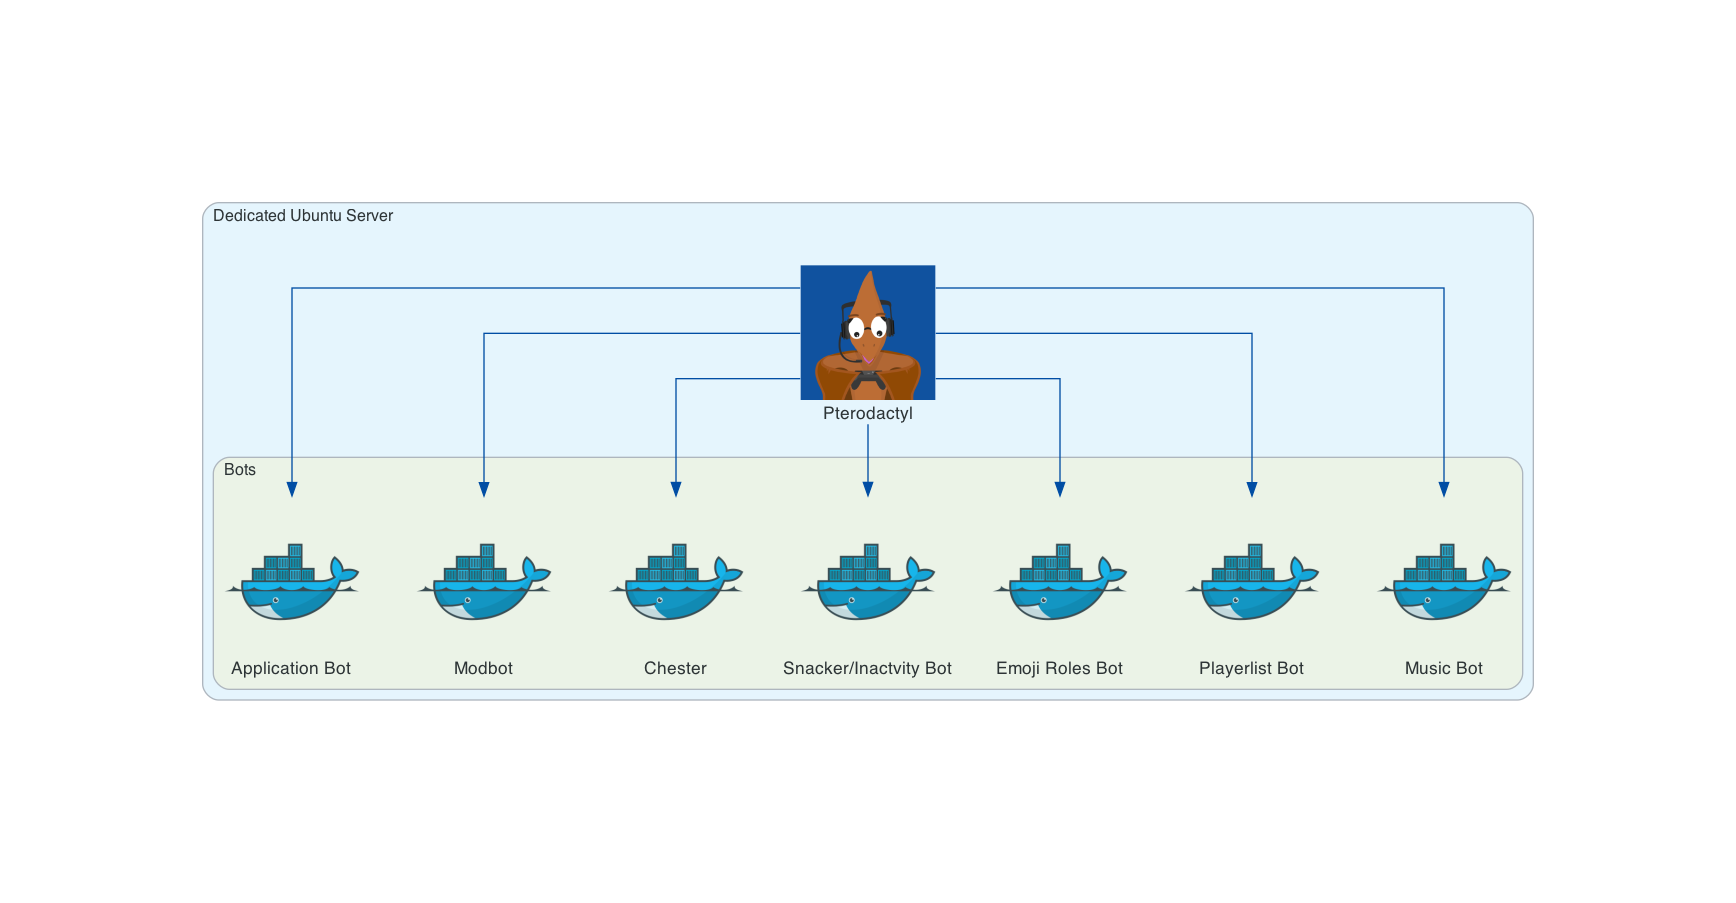 Dedicated Ubuntu Server
Pterodactyl
Bots
Application Bot
Modbot
Chester
Snacker/Inactvity Bot
Emoji Roles Bot
Playerlist Bot
Music Bot